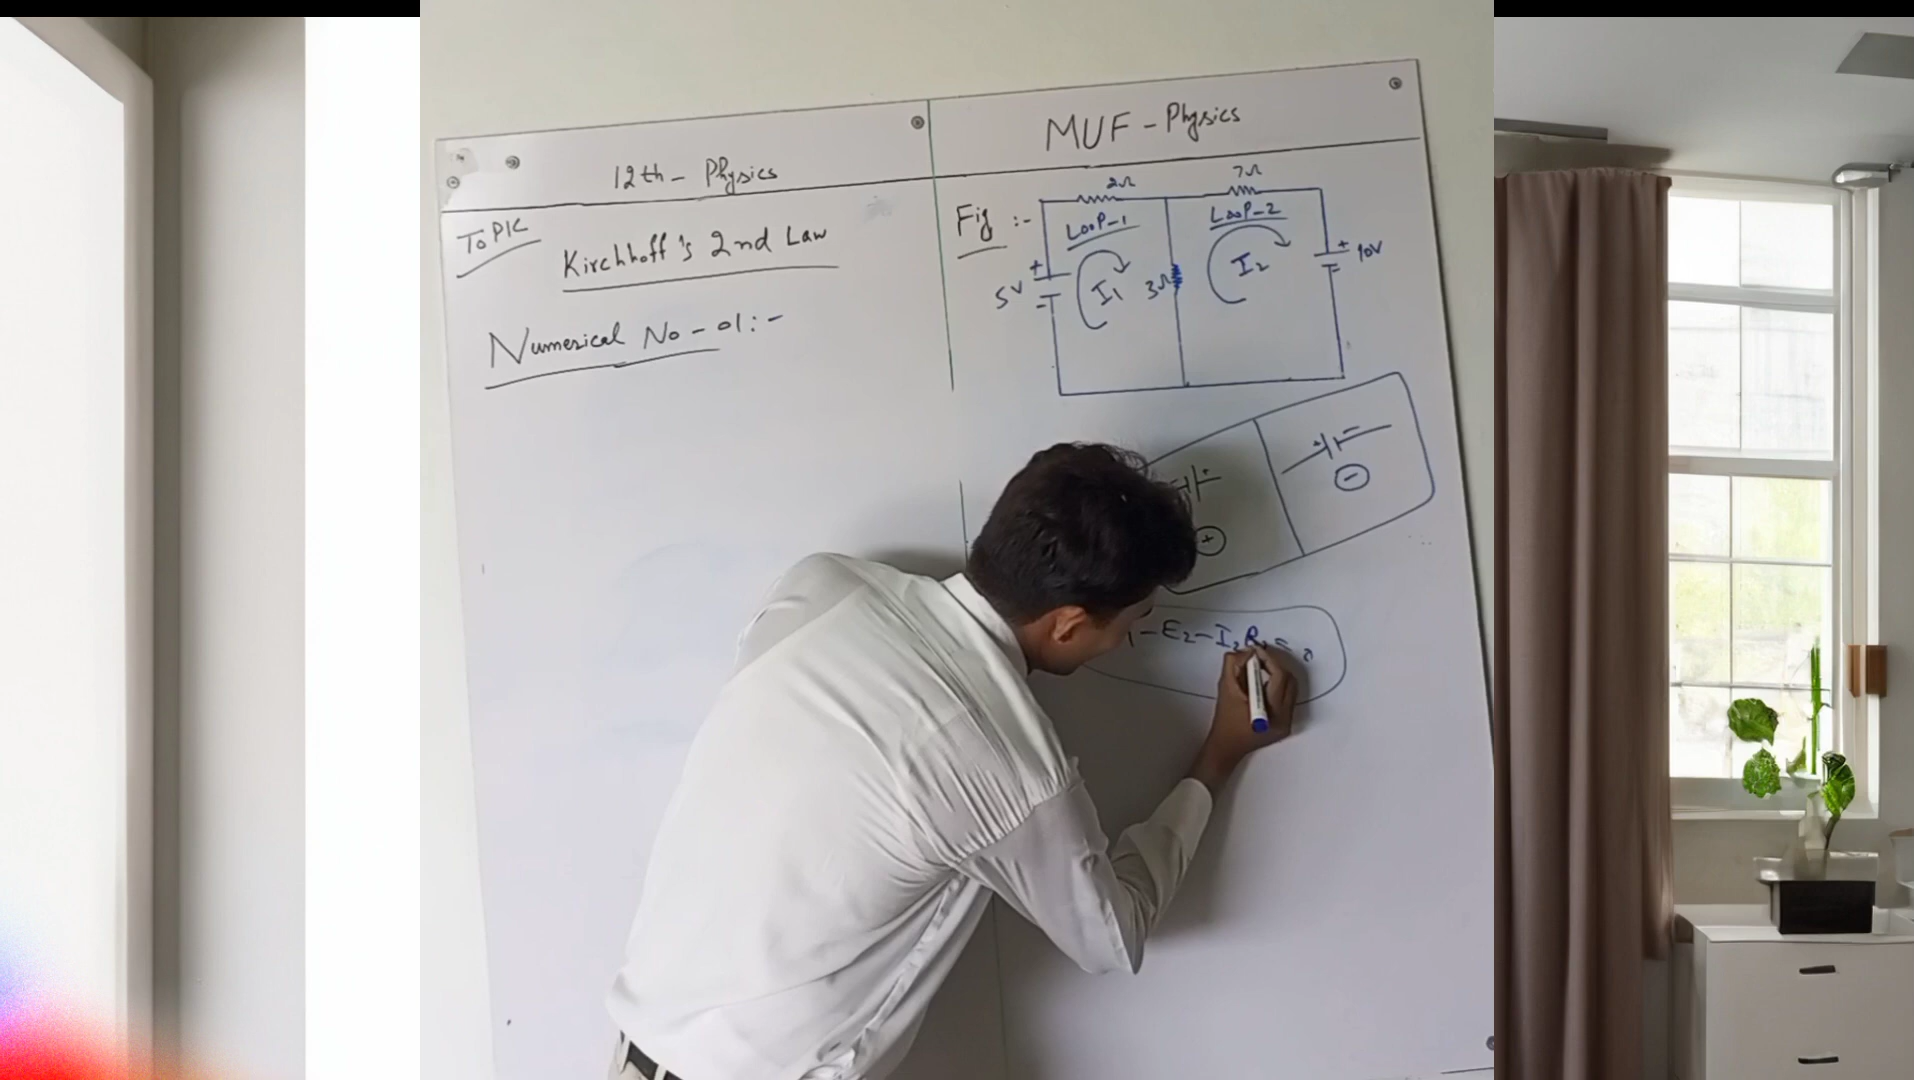 12th - Physics
MUF - Physics
TOPIC
Kirchhoff's 2nd Law
Numerical No - 01:-
Fig :-
2Ω
7Ω
LOOP-1
LOOP-2
+
5V
-
I1
3Ω
I2
+
10V
-
+
+
+ -
-
- E2 - I2R